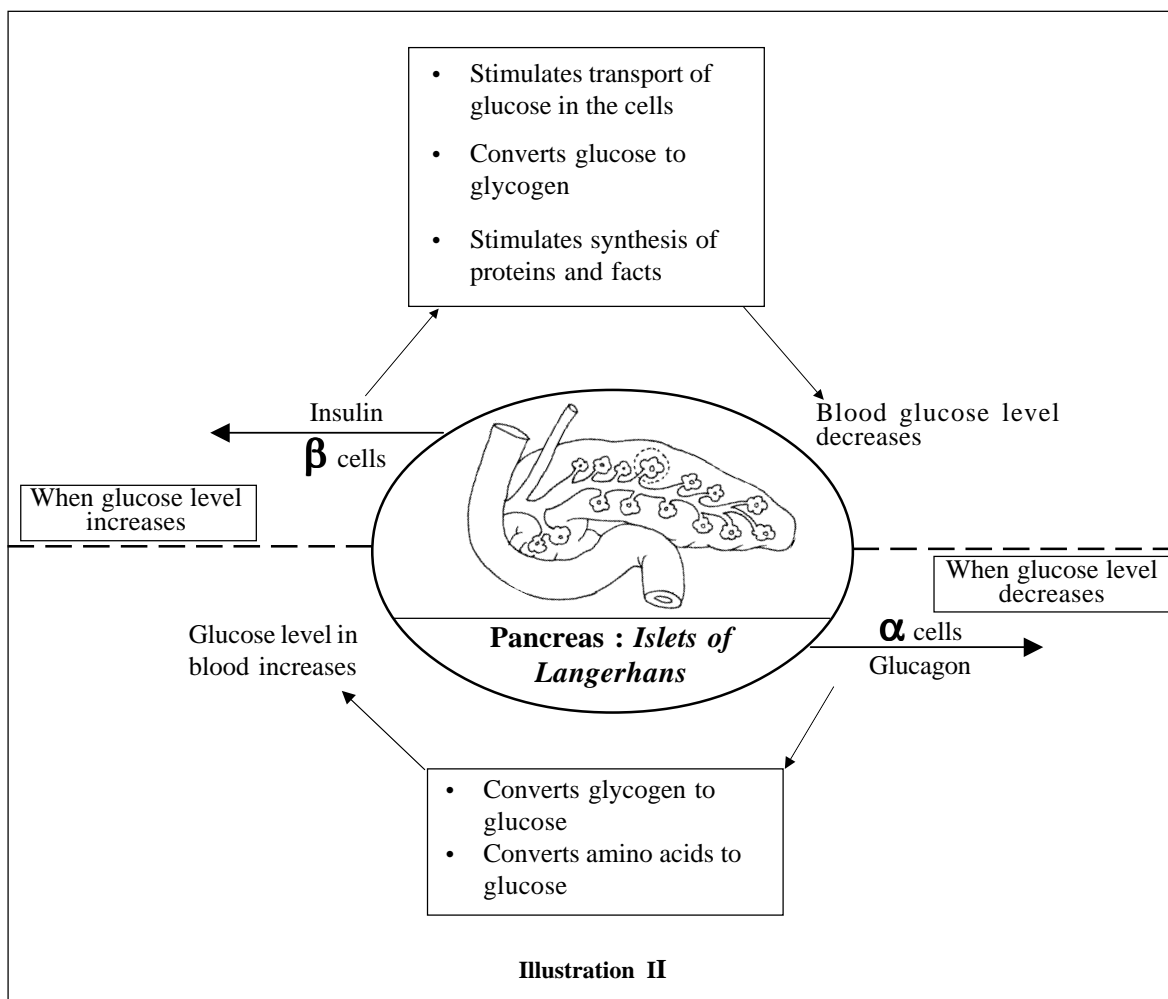 • Stimulates transport of
glucose in the cells
• Converts glucose to
glycogen
• Stimulates synthesis of
proteins and facts
Insulin
β cells
Blood glucose level
decreases
When glucose level
increases
When glucose level
decreases
Glucose level in
blood increases
Pancreas : Islets of
Langerhans
α cells
Glucagon
• Converts glycogen to
glucose
• Converts amino acids to
glucose
Illustration II